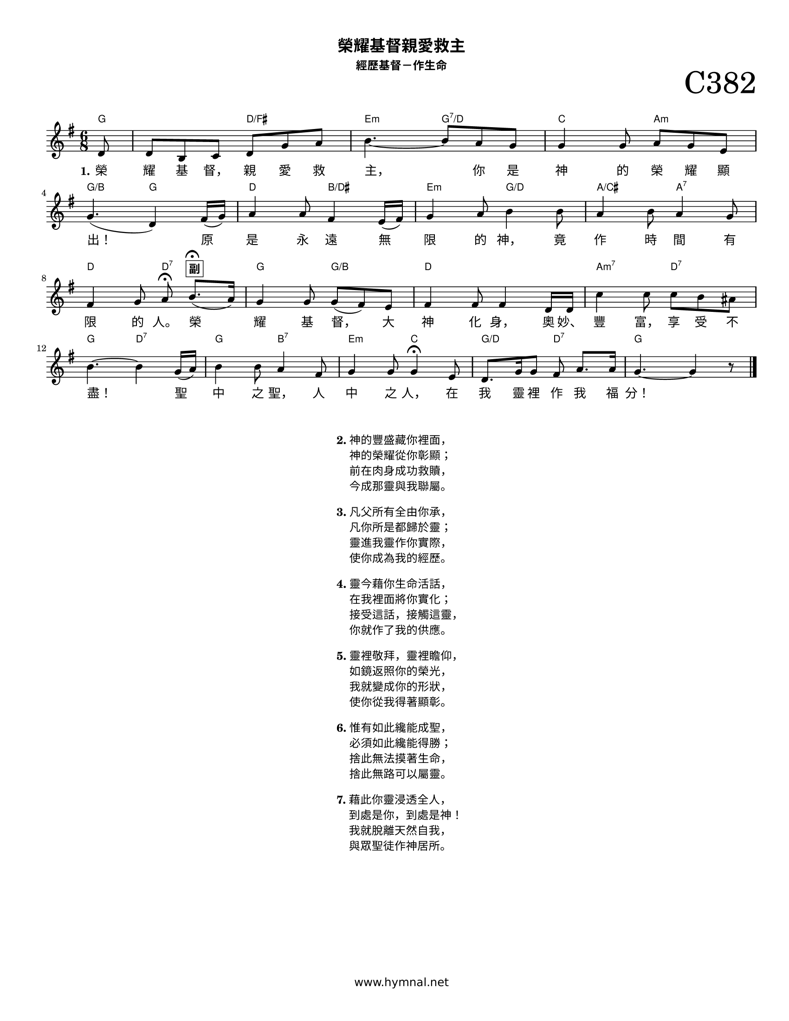 榮耀基督親愛救主
經歷基督－作生命
C382
G D/F♯ Em G7/D C Am
1. 榮 耀 基 督， 親 愛 救 主， 你 是 神 的 榮 耀 顯
4 G/B G D B/D♯ Em G/D A/C♯ A7
出！ 原 是 永 遠 無 限 的 神， 竟 作 時 間 有
8 D D7 副 G G/B D Am7 D7
限 的 人。 榮 耀 基 督， 大 神 化 身， 奧 妙、 豐 富， 享 受 不
12 G D7 G B7 Em C G/D D7 G
盡！ 聖 中 之 聖， 人 中 之 人， 在 我 靈 裡 作 我 福 分！
2. 神的豐盛藏你裡面，
神的榮耀從你彰顯；
前在肉身成功救贖，
今成那靈與我聯屬。
3. 凡父所有全由你承，
凡你所是都歸於靈；
靈進我靈作你實際，
使你成為我的經歷。
4. 靈今藉你生命活話，
在我裡面將你實化；
接受這話，接觸這靈，
你就作了我的供應。
5. 靈裡敬拜，靈裡瞻仰，
如鏡返照你的榮光，
我就變成你的形狀，
使你從我得著顯彰。
6. 惟有如此纔能成聖，
必須如此纔能得勝；
捨此無法摸著生命，
捨此無路可以屬靈。
7. 藉此你靈浸透全人，
到處是你，到處是神！
我就脫離天然自我，
與眾聖徒作神居所。
www.hymnal.net